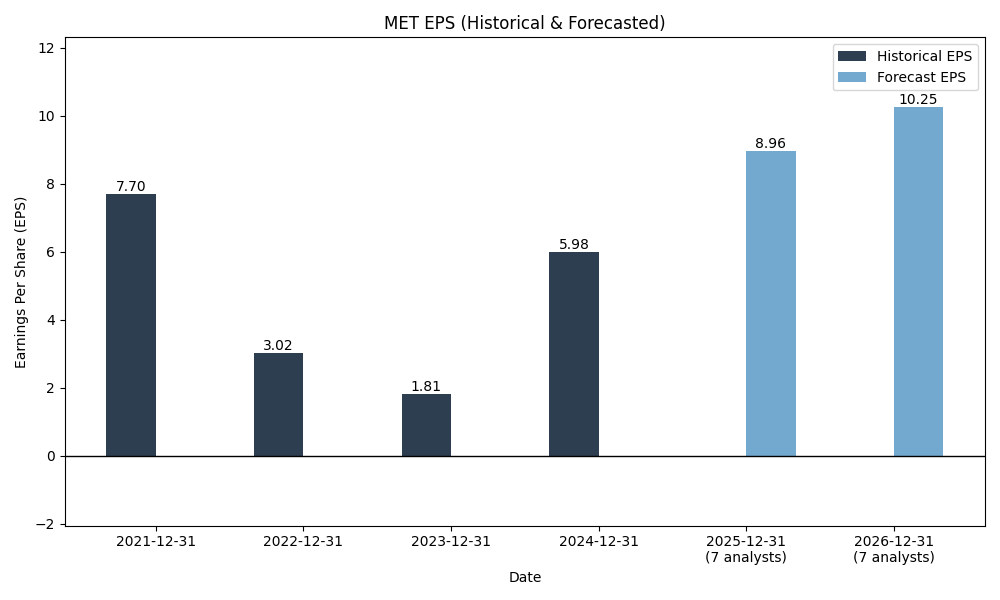 MET EPS (Historical & Forecasted)
Historical EPS
Forecast EPS
Earnings Per Share (EPS)
12
10
8
6
4
2
0
−2
7.70
3.02
1.81
5.98
8.96
10.25
2021-12-31
2022-12-31
2023-12-31
2024-12-31
2025-12-31
(7 analysts)
2026-12-31
(7 analysts)
Date